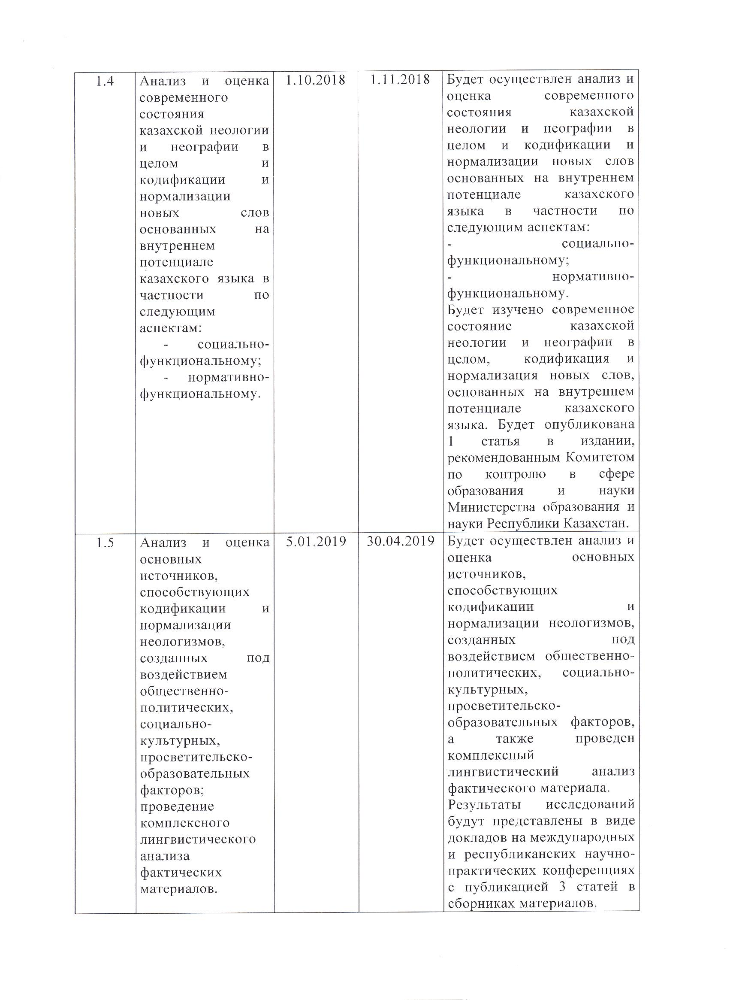 1.4
Анализ и оценка
современного
состояния
казахской неологии
и неографии в
целом и
кодификации и
нормализации
новых слов
основанных на
внутреннем
потенциале
казахского языка в
частности по
следующим
аспектам:
- социально-
функциональному;
- нормативно-
функциональному.
1.10.2018
1.11.2018
Будет осуществлен анализ и
оценка современного
состояния казахской
неологии и неографии в
целом и кодификации и
нормализации новых слов
основанных на внутреннем
потенциале казахского
языка в частности по
следующим аспектам:
- социально-
функциональному;
- нормативно-
функциональному.
Будет изучено современное
состояние казахской
неологии и неографии в
целом, кодификация и
нормализация новых слов,
основанных на внутреннем
потенциале казахского
языка. Будет опубликована
1 статья в издании,
рекомендованным Комитетом
по контролю в сфере
образования и науки
Министерства образования и
науки Республики Казахстан.
1.5
Анализ и оценка
основных
источников,
способствующих
кодификации и
нормализации
неологизмов,
созданных под
воздействием
общественно-
политических,
социально-
культурных,
просветительско-
образовательных
факторов;
проведение
комплексного
лингвистического
анализа
фактических
материалов.
5.01.2019
30.04.2019
Будет осуществлен анализ и
оценка основных
источников,
способствующих
кодификации и
нормализации неологизмов,
созданных под
воздействием общественно-
политических, социально-
культурных,
просветительско-
образовательных факторов,
а также проведен
комплексный
лингвистический анализ
фактического материала.
Результаты исследований
будут представлены в виде
докладов на международных
и республиканских научно-
практических конференциях
с публикацией 3 статей в
сборниках материалов.